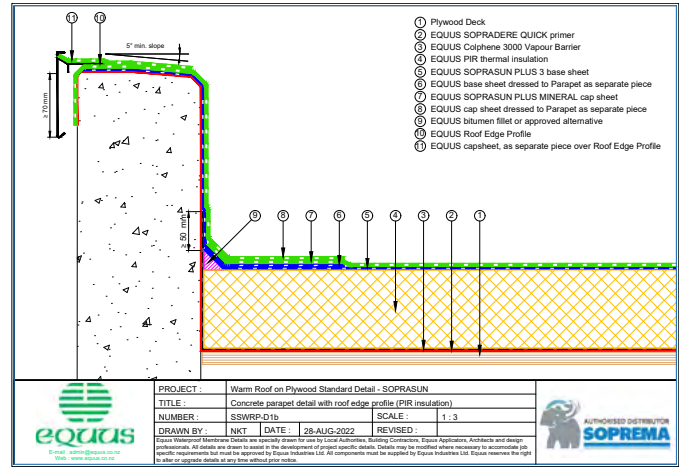 11
10
5° min. slope
≥ 70 mm
≥ 50 mm
9
8
7
6
5
4
3
2
1
1 Plywood Deck
2 EQUUS SOPRADERE QUICK primer
3 EQUUS Colphene 3000 Vapour Barrier
4 EQUUS PIR thermal insulation
5 EQUUS SOPRASUN PLUS 3 base sheet
6 EQUUS base sheet dressed to Parapet as separate piece
7 EQUUS SOPRASUN PLUS MINERAL cap sheet
8 EQUUS cap sheet dressed to Parapet as separate piece
9 EQUUS bitumen fillet or approved alternative
10 EQUUS Roof Edge Profile
11 EQUUS capsheet, as separate piece over Roof Edge Profile
equus
E-mail : admin@equus.co.nz
Web : www.equus.co.nz
PROJECT : Warm Roof on Plywood Standard Detail - SOPRASUN
TITLE : Concrete parapet detail with roof edge profile (PIR insulation)
NUMBER : SSWRP-D1b SCALE : 1 : 3
DRAWN BY : NKT DATE : 28-AUG-2022 REVISED :
Equus Waterproof Membrane Details are specially drawn for use by Local Authorities, Building Contractors, Equus Applicators, Architects and design
professionals. All details are drawn to assist in the development of project specific details. Details may be modified where necessary to accomodate job
specific requirements but must be approved by Equus Industries Ltd. All components must be supplied by Equus Industries Ltd. Equus reserves the right
to alter or upgrade details at any time without prior notice.
AUTHORISED DISTRIBUTOR
SOPREMA